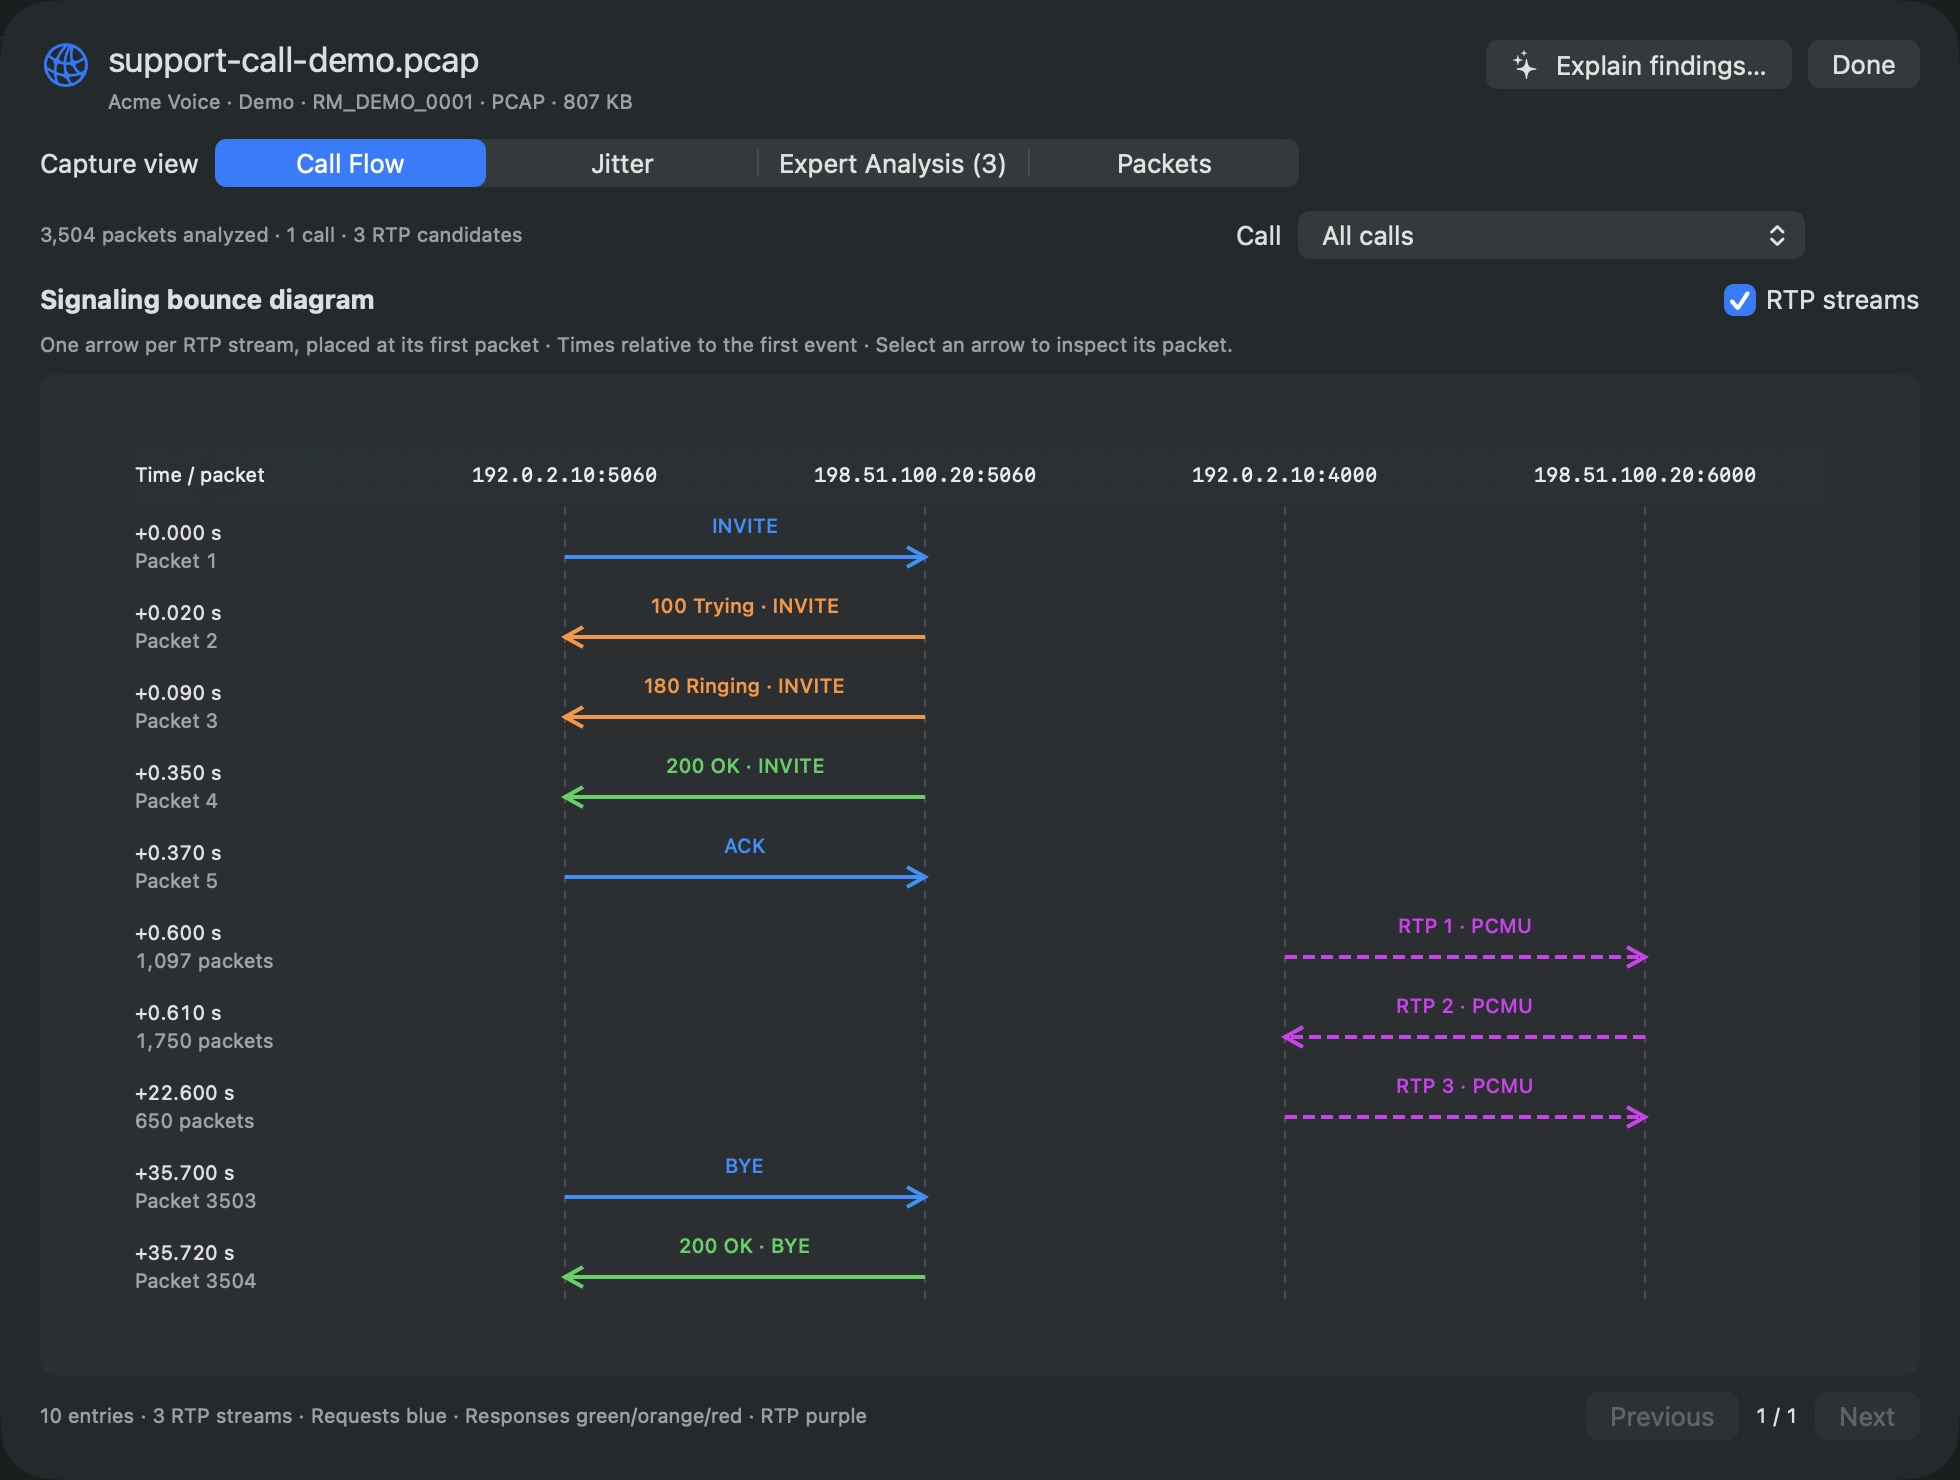 support-call-demo.pcap
Acme Voice · Demo · RM_DEMO_0001 · PCAP · 807 KB
Explain findings...
Done
Capture view
Call Flow
Jitter
Expert Analysis (3)
Packets
3,504 packets analyzed · 1 call · 3 RTP candidates
Call
All calls
Signaling bounce diagram
RTP streams
One arrow per RTP stream, placed at its first packet · Times relative to the first event · Select an arrow to inspect its packet.
Time / packet
192.0.2.10:5060
198.51.100.20:5060
192.0.2.10:4000
198.51.100.20:6000
+0.000 s
Packet 1
INVITE
+0.020 s
Packet 2
100 Trying · INVITE
+0.090 s
Packet 3
180 Ringing · INVITE
+0.350 s
Packet 4
200 OK · INVITE
+0.370 s
Packet 5
ACK
+0.600 s
1,097 packets
RTP 1 · PCMU
+0.610 s
1,750 packets
RTP 2 · PCMU
+22.600 s
650 packets
RTP 3 · PCMU
+35.700 s
Packet 3503
BYE
+35.720 s
Packet 3504
200 OK · BYE
10 entries · 3 RTP streams · Requests blue · Responses green/orange/red · RTP purple
Previous
1 / 1
Next